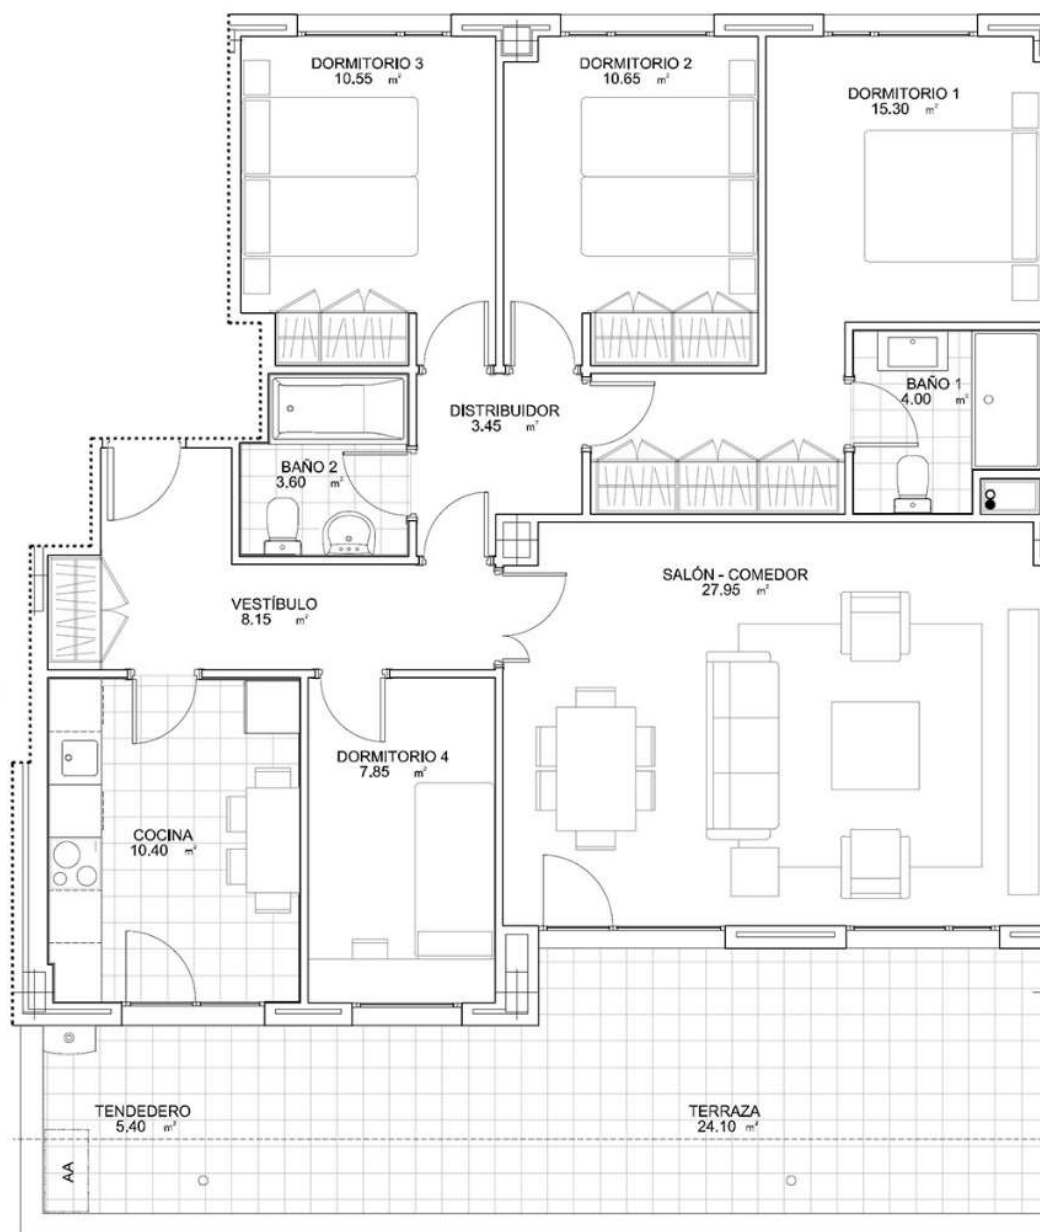 DORMITORIO 3
10.55 m²
DORMITORIO 2
10.65 m²
DORMITORIO 1
15.30 m²
BAÑO 1
4.00 m²
DISTRIBUIDOR
3.45 m²
BAÑO 2
3.60 m²
SALÓN - COMEDOR
27.95 m²
VESTÍBULO
8.15 m²
DORMITORIO 4
7.85 m²
COCINA
10.40 m²
TENDEDERO
5.40 m²
TERRAZA
24.10 m²
AA